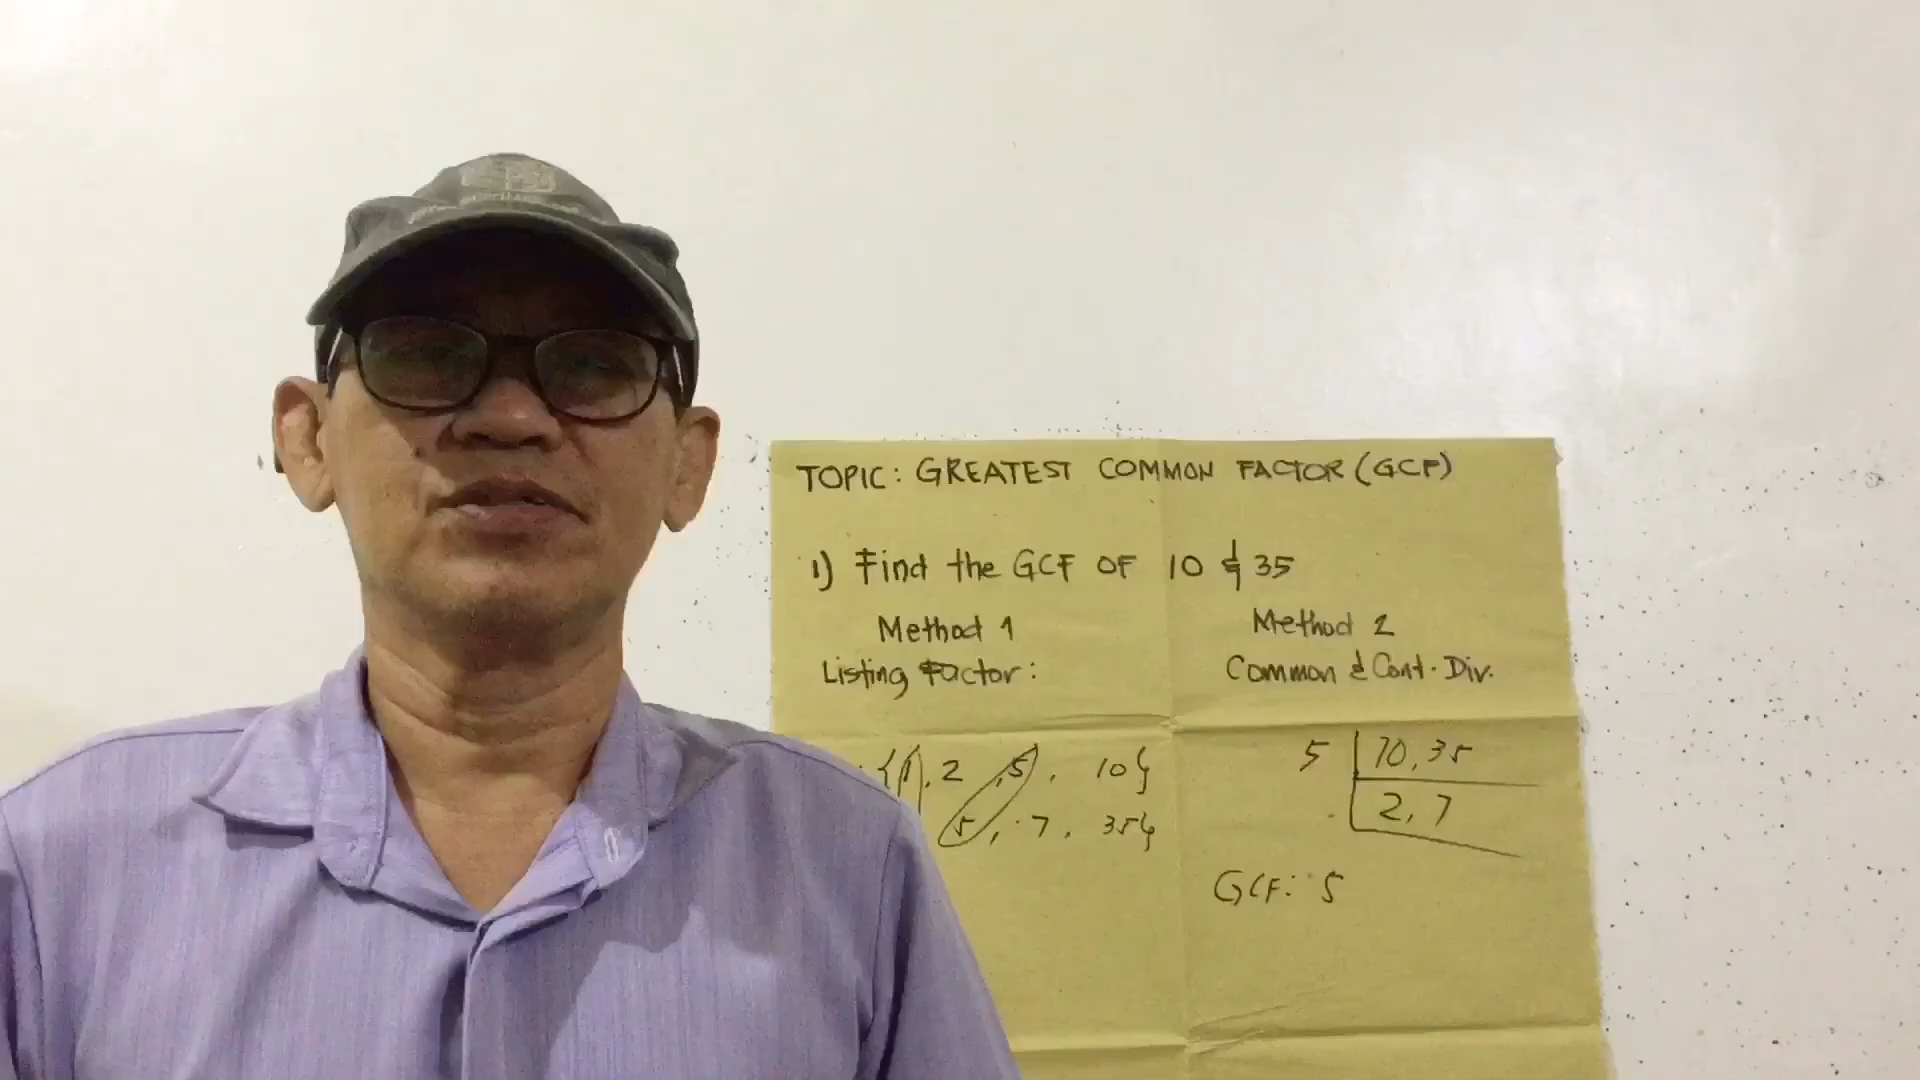 TOPIC: GREATEST COMMON FACTOR (GCF)
1) Find the GCF OF 10 & 35
Method 1
Listing Factor:
{1, 2, 5, 10}
5, 7, 35}
Method 2
Common & Cont. Div.
5 | 10, 35
2, 7
GCF: 5